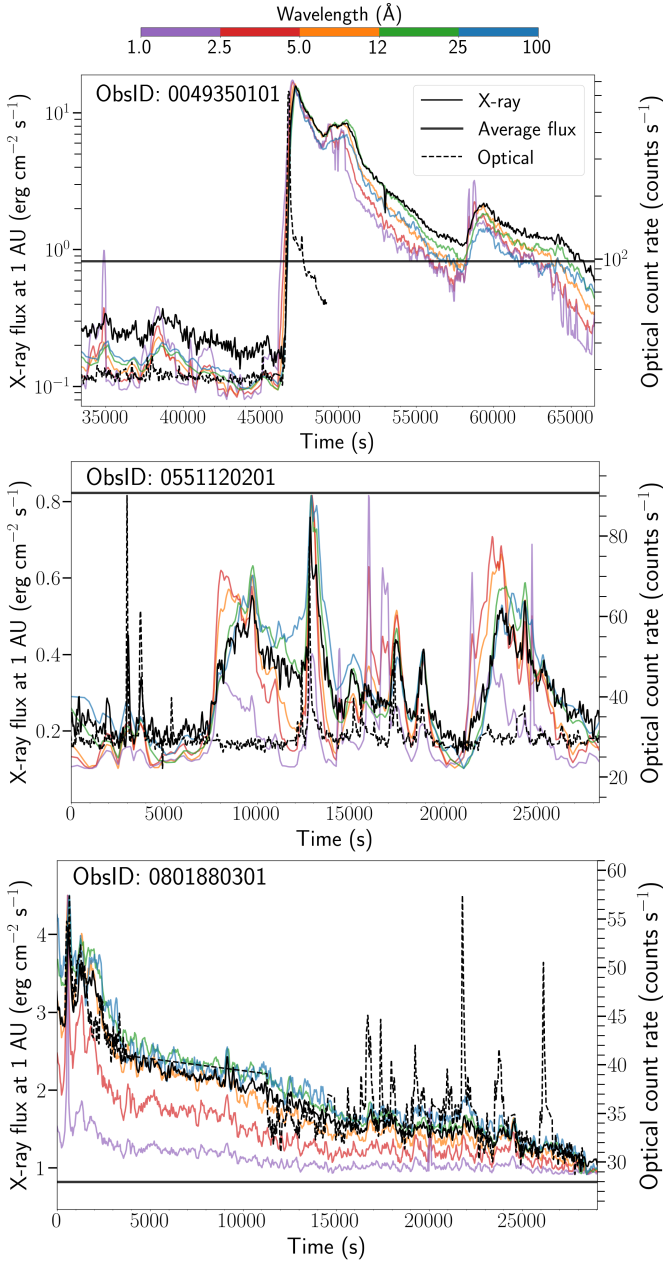 Wavelength (Å)
1.0 2.5 5.0 12 25 100
ObsID: 0049350101
X-ray
Average flux
Optical
X-ray flux at 1 AU (erg cm⁻² s⁻¹)
10¹
10⁰
10⁻¹
Optical count rate (counts s⁻¹)
10²
35000 40000 45000 50000 55000 60000 65000
Time (s)
ObsID: 0551120201
X-ray flux at 1 AU (erg cm⁻² s⁻¹)
0.8
0.6
0.4
0.2
Optical count rate (counts s⁻¹)
80
60
40
20
0 5000 10000 15000 20000 25000
Time (s)
ObsID: 0801880301
X-ray flux at 1 AU (erg cm⁻² s⁻¹)
4
3
2
1
Optical count rate (counts s⁻¹)
60
55
50
45
40
35
30
0 5000 10000 15000 20000 25000
Time (s)